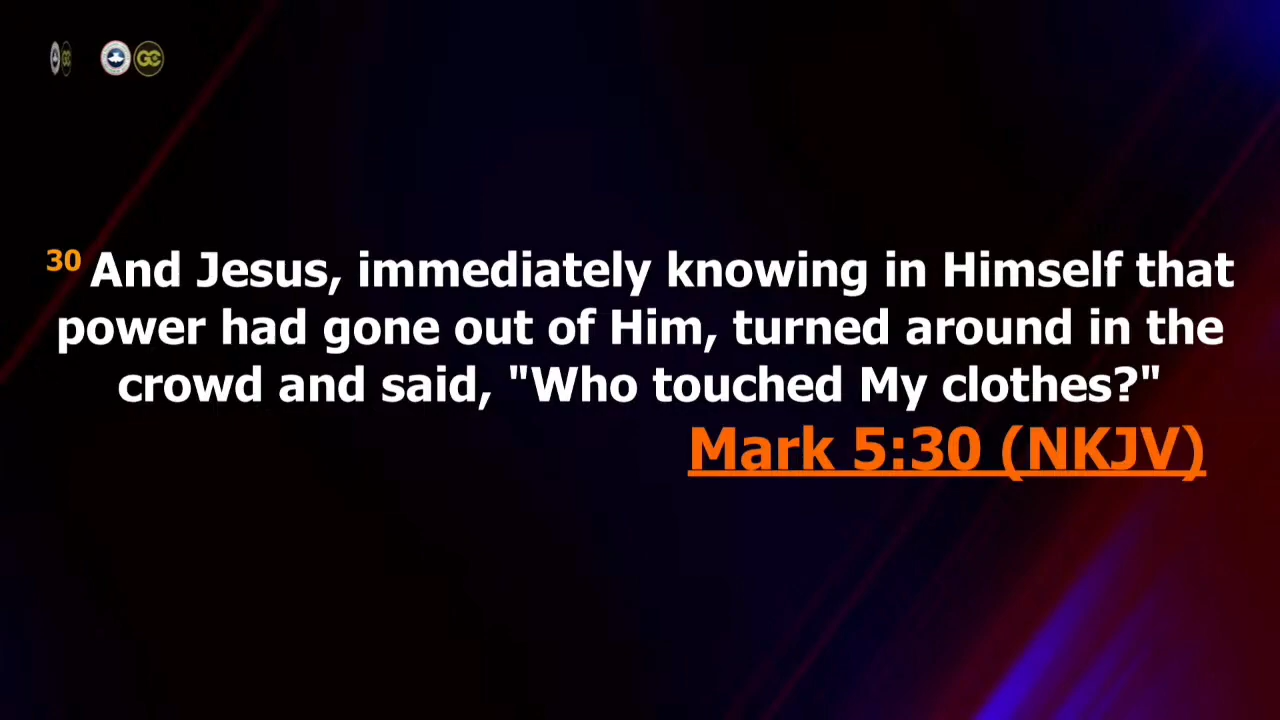 GC
30 And Jesus, immediately knowing in Himself that
power had gone out of Him, turned around in the
crowd and said, "Who touched My clothes?"
Mark 5:30 (NKJV)